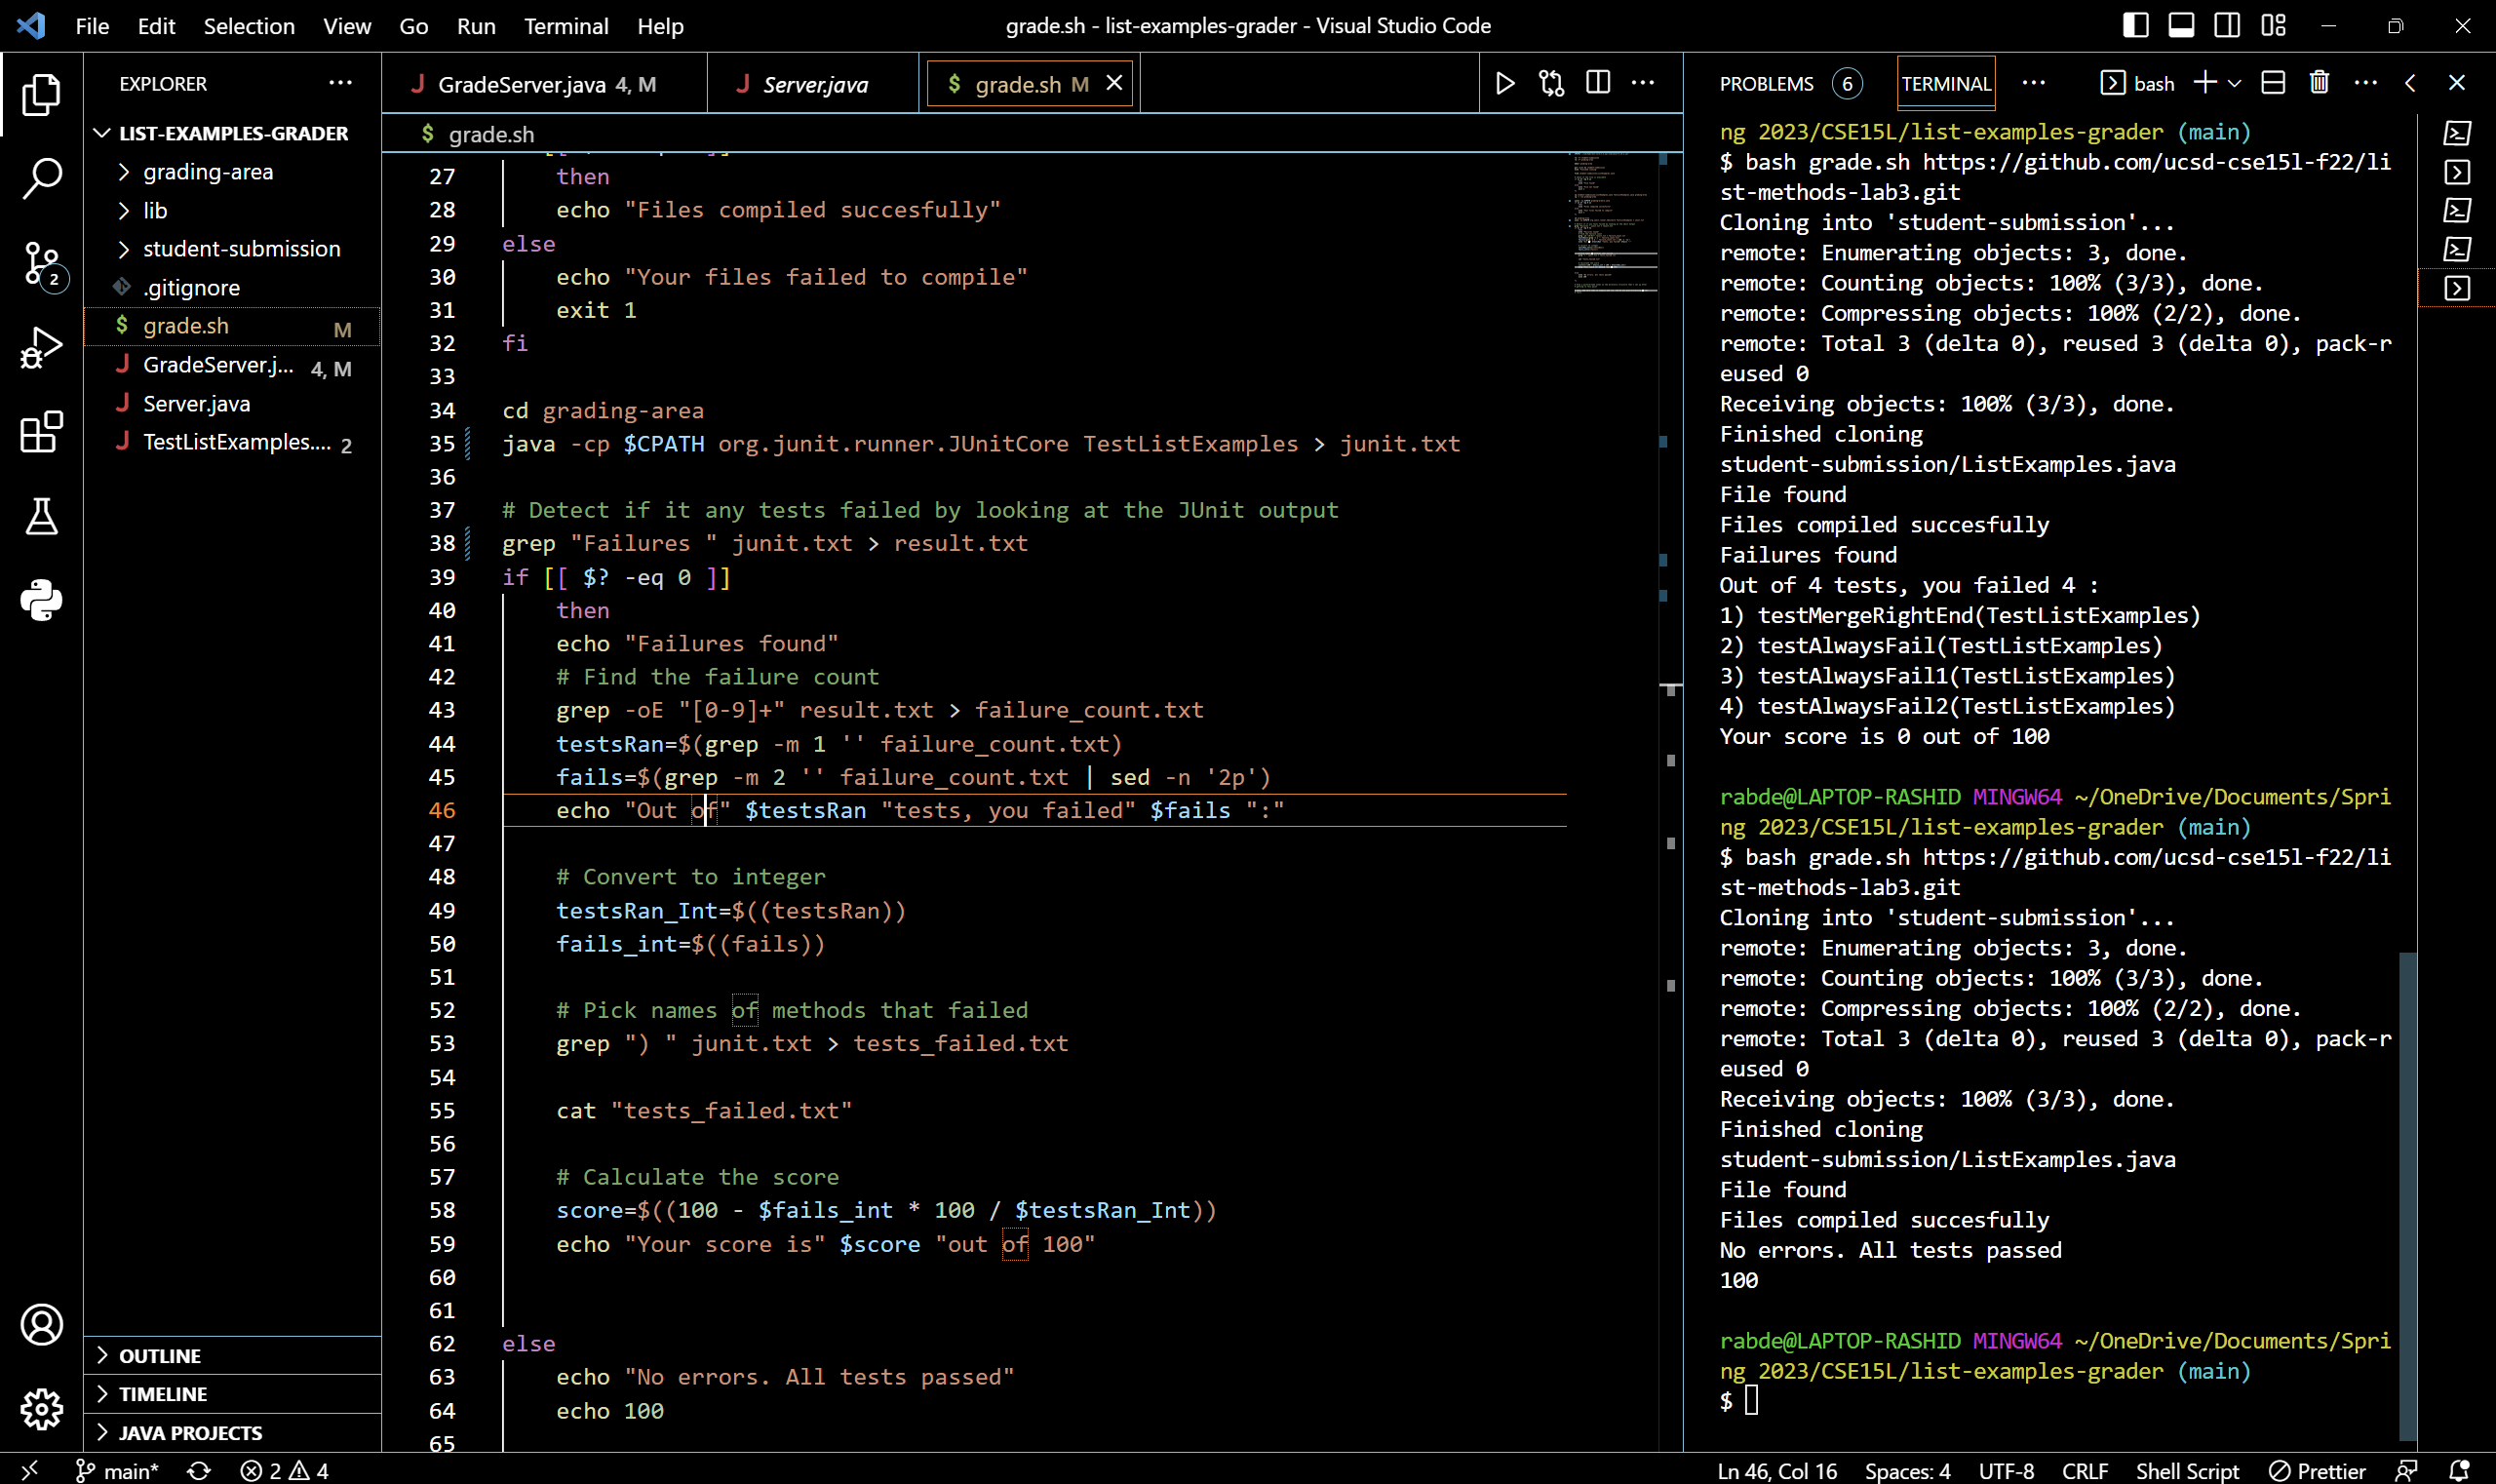 File Edit Selection View Go Run Terminal Help
grade.sh - list-examples-grader - Visual Studio Code
EXPLORER
LIST-EXAMPLES-GRADER
grading-area
lib
student-submission
.gitignore
grade.sh M
GradeServer.j... 4, M
Server.java
TestListExamples.... 2
OUTLINE
TIMELINE
JAVA PROJECTS
2
GradeServer.java 4, M
Server.java
grade.sh M
$ grade.sh
27 then
28 echo "Files compiled succesfully"
29 else
30 echo "Your files failed to compile"
31 exit 1
32 fi
33
34 cd grading-area
35 java -cp $CPATH org.junit.runner.JUnitCore TestListExamples > junit.txt
36
37 # Detect if it any tests failed by looking at the JUnit output
38 grep "Failures " junit.txt > result.txt
39 if [[ $? -eq 0 ]]
40 then
41 echo "Failures found"
42 # Find the failure count
43 grep -oE "[0-9]+" result.txt > failure_count.txt
44 testsRan=$(grep -m 1 '' failure_count.txt)
45 fails=$(grep -m 2 '' failure_count.txt | sed -n '2p')
46 echo "Out of" $testsRan "tests, you failed" $fails ":"
47
48 # Convert to integer
49 testsRan_Int=$((testsRan))
50 fails_int=$((fails))
51
52 # Pick names of methods that failed
53 grep ") " junit.txt > tests_failed.txt
54
55 cat "tests_failed.txt"
56
57 # Calculate the score
58 score=$((100 - $fails_int * 100 / $testsRan_Int))
59 echo "Your score is" $score "out of 100"
60
61
62 else
63 echo "No errors. All tests passed"
64 echo 100
65
PROBLEMS 6 TERMINAL bash
ng 2023/CSE15L/list-examples-grader (main)
$ bash grade.sh https://github.com/ucsd-cse15l-f22/li
st-methods-lab3.git
Cloning into 'student-submission'...
remote: Enumerating objects: 3, done.
remote: Counting objects: 100% (3/3), done.
remote: Compressing objects: 100% (2/2), done.
remote: Total 3 (delta 0), reused 3 (delta 0), pack-r
eused 0
Receiving objects: 100% (3/3), done.
Finished cloning
student-submission/ListExamples.java
File found
Files compiled succesfully
Failures found
Out of 4 tests, you failed 4 :
1) testMergeRightEnd(TestListExamples)
2) testAlwaysFail(TestListExamples)
3) testAlwaysFail1(TestListExamples)
4) testAlwaysFail2(TestListExamples)
Your score is 0 out of 100
rabde@LAPTOP-RASHID MINGW64 ~/OneDrive/Documents/Spri
ng 2023/CSE15L/list-examples-grader (main)
$ bash grade.sh https://github.com/ucsd-cse15l-f22/li
st-methods-lab3.git
Cloning into 'student-submission'...
remote: Enumerating objects: 3, done.
remote: Counting objects: 100% (3/3), done.
remote: Compressing objects: 100% (2/2), done.
remote: Total 3 (delta 0), reused 3 (delta 0), pack-r
eused 0
Receiving objects: 100% (3/3), done.
Finished cloning
student-submission/ListExamples.java
File found
Files compiled succesfully
No errors. All tests passed
100
rabde@LAPTOP-RASHID MINGW64 ~/OneDrive/Documents/Spri
ng 2023/CSE15L/list-examples-grader (main)
$
main* 2 4
Ln 46, Col 16 Spaces: 4 UTF-8 CRLF Shell Script Prettier